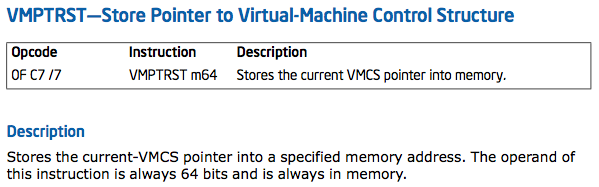 VMPTRST—Store Pointer to Virtual-Machine Control Structure
Opcode Instruction Description
0F C7 /7 VMPTRST m64 Stores the current VMCS pointer into memory.
Description
Stores the current-VMCS pointer into a specified memory address. The operand of
this instruction is always 64 bits and is always in memory.